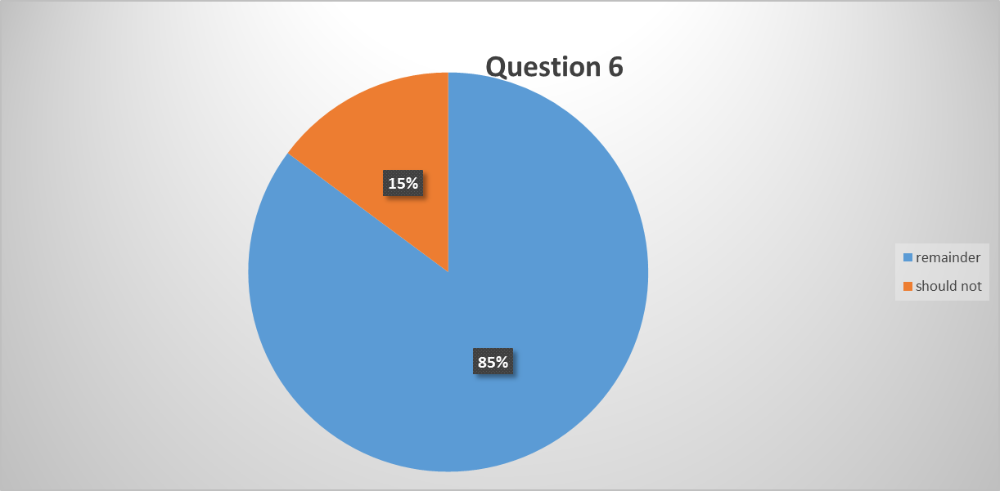 Question 6
15%
85%
remainder
should not